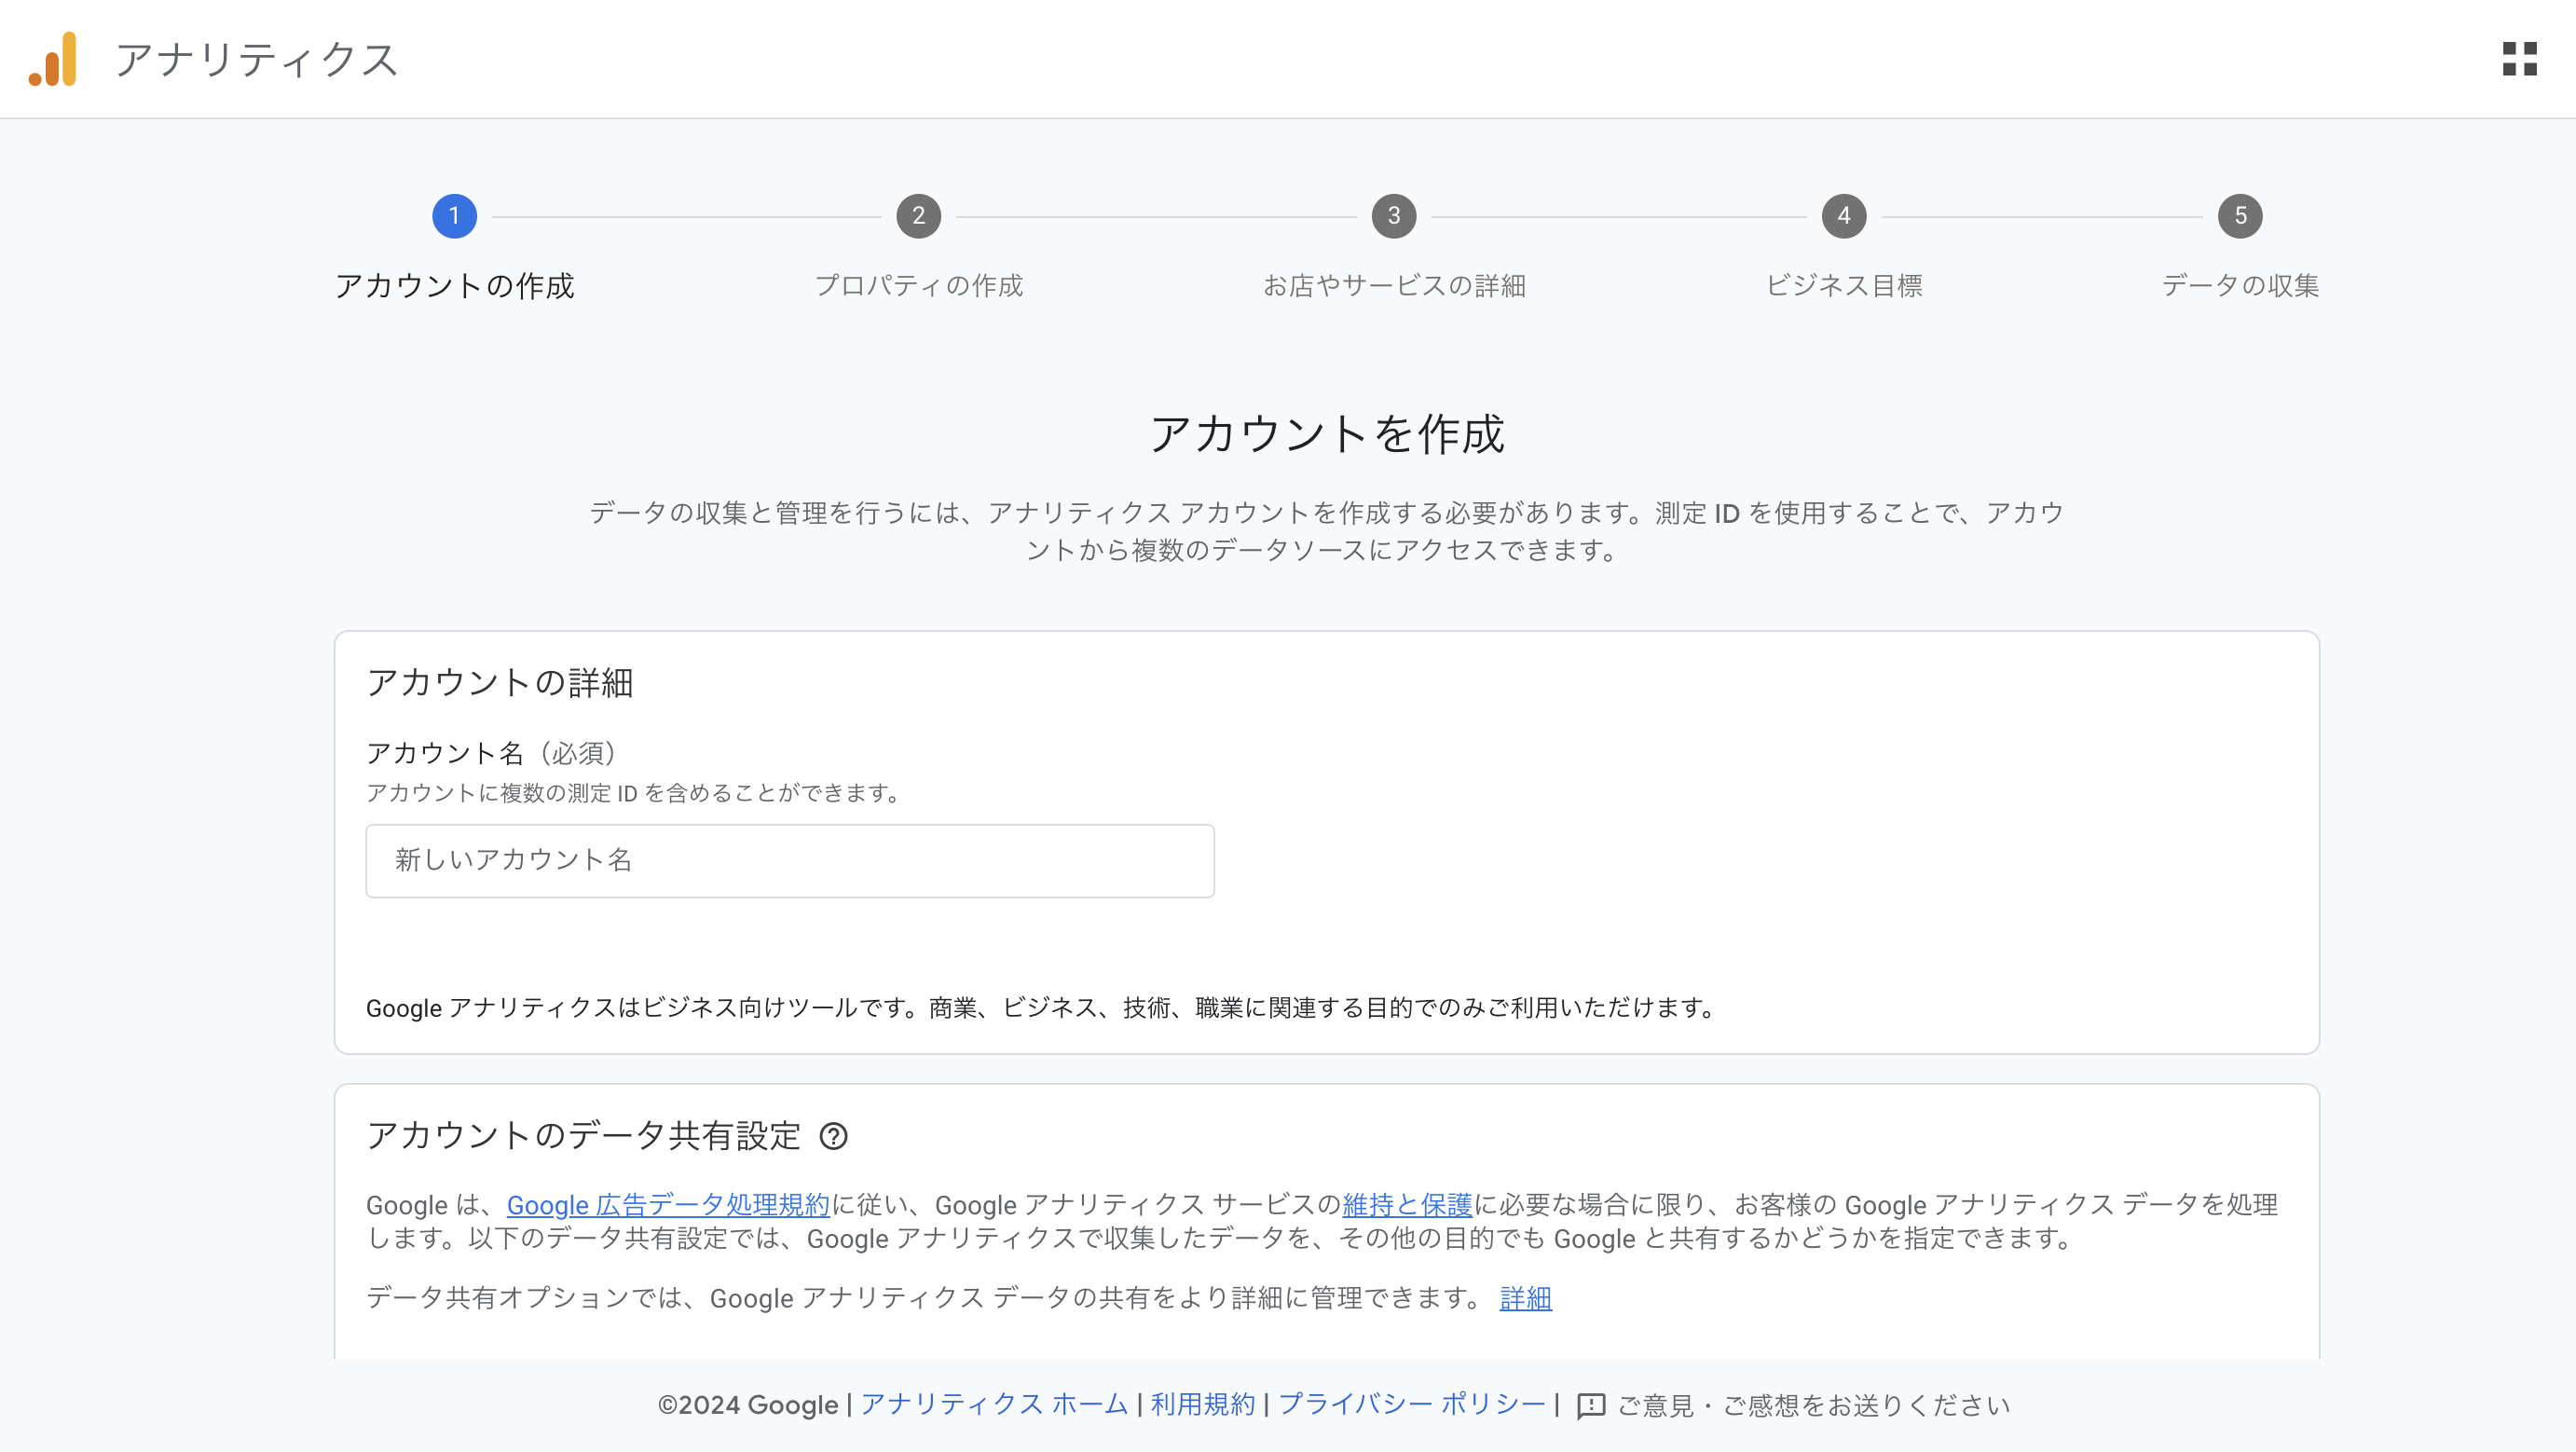 アナリティクス
1
2
3
4
5
アカウントの作成
プロパティの作成
お店やサービスの詳細
ビジネス目標
データの収集
アカウントを作成
データの収集と管理を行うには、アナリティクス アカウントを作成する必要があります。測定 ID を使用することで、アカウ
ントから複数のデータソースにアクセスできます。
アカウントの詳細
アカウント名（必須）
アカウントに複数の測定 ID を含めることができます。
新しいアカウント名
Google アナリティクスはビジネス向けツールです。商業、ビジネス、技術、職業に関連する目的でのみご利用いただけます。
アカウントのデータ共有設定
Google は、Google 広告データ処理規約に従い、Google アナリティクス サービスの維持と保護に必要な場合に限り、お客様の Google アナリティクス データを処理
します。以下のデータ共有設定では、Google アナリティクスで収集したデータを、その他の目的でも Google と共有するかどうかを指定できます。
データ共有オプションでは、Google アナリティクス データの共有をより詳細に管理できます。 詳細
©2024 Google | アナリティクス ホーム | 利用規約 | プライバシー ポリシー | ご意見・ご感想をお送りください